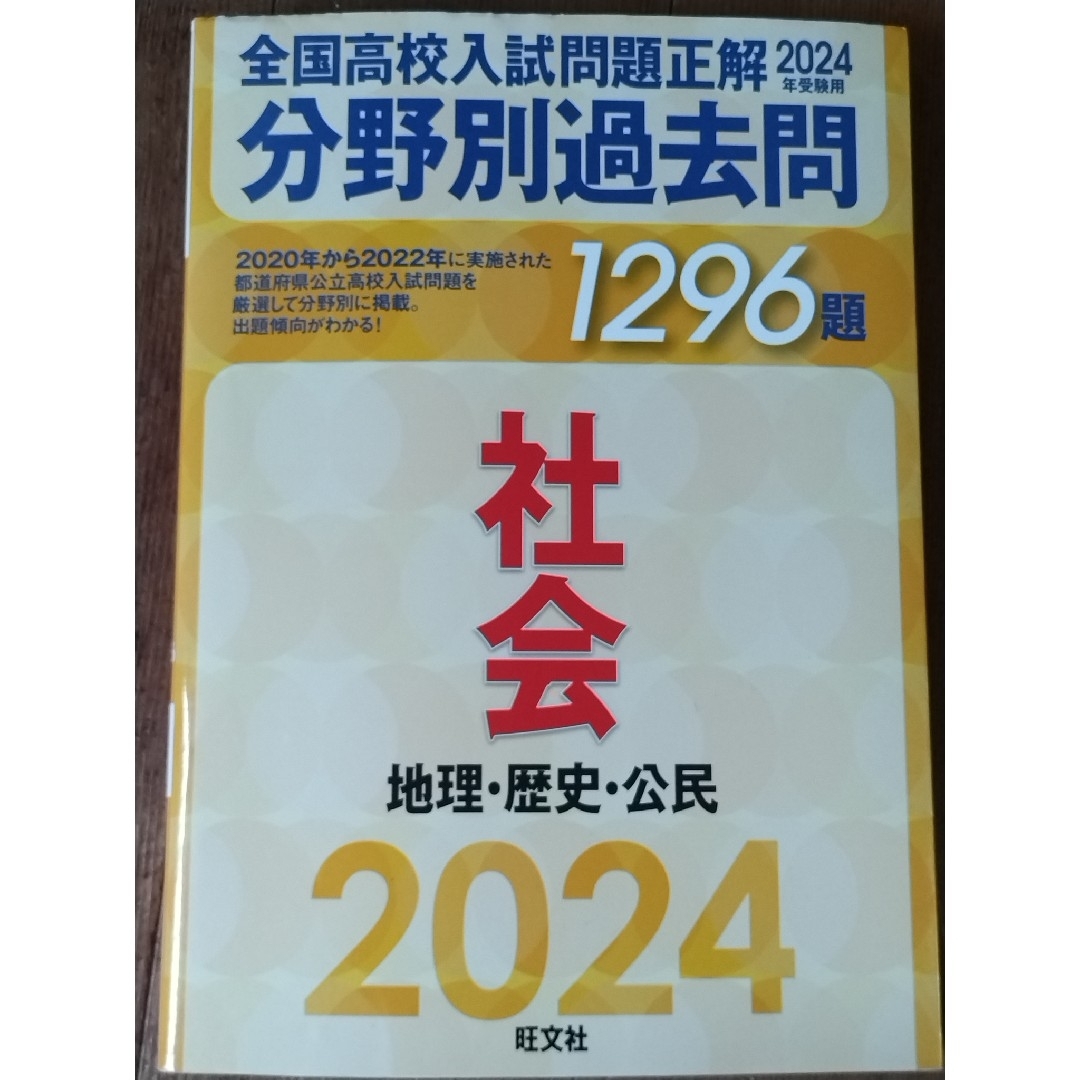 全国高校入試問題正解 2024年受験用
分野別過去問
2020年から2022年に実施された
都道府県公立高校入試問題を
厳選して分野別に掲載。
出題傾向がわかる!
1296題
社会
地理・歴史・公民
2024
旺文社